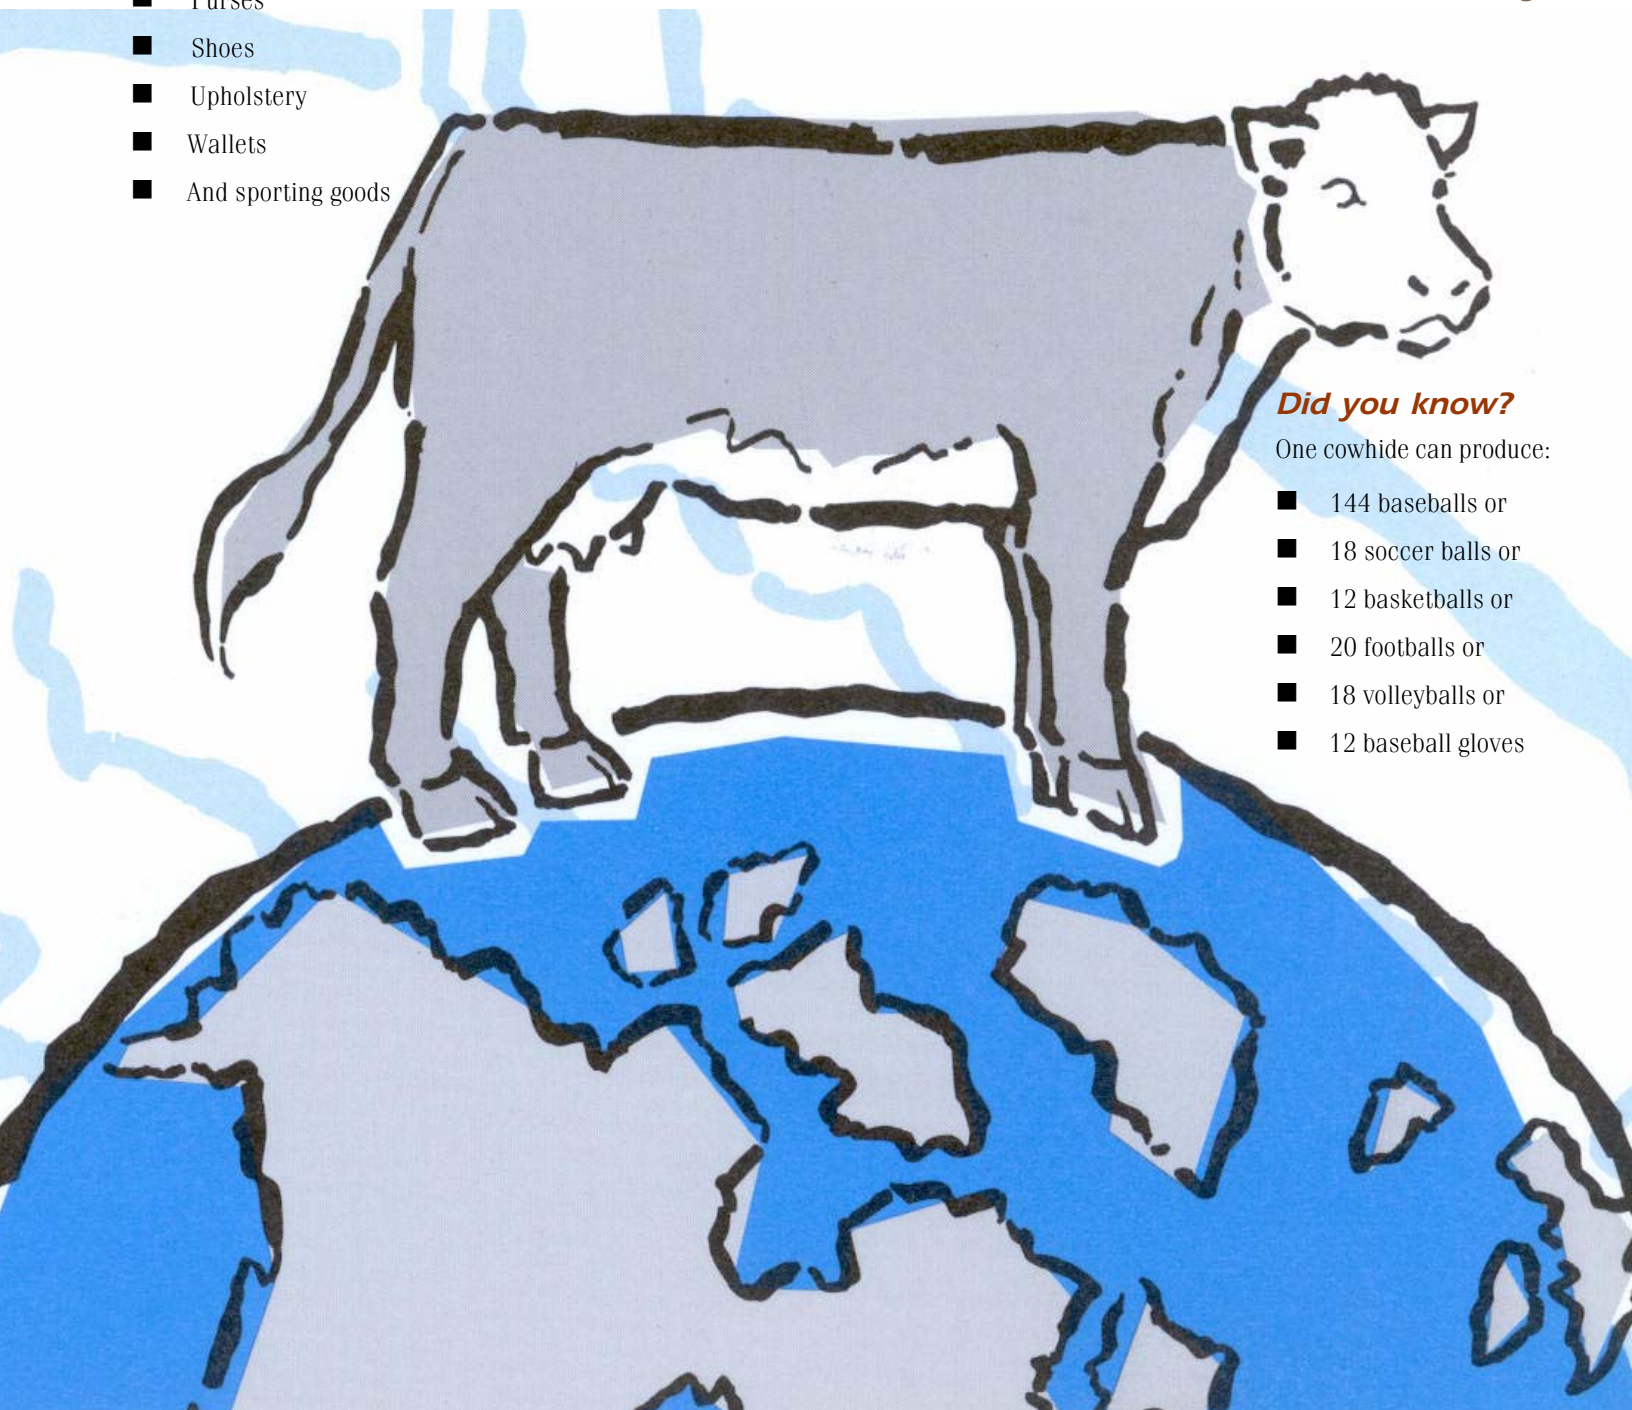 Purses
Shoes
Upholstery
Wallets
And sporting goods
Did you know?
One cowhide can produce:
144 baseballs or
18 soccer balls or
12 basketballs or
20 footballs or
18 volleyballs or
12 baseball gloves